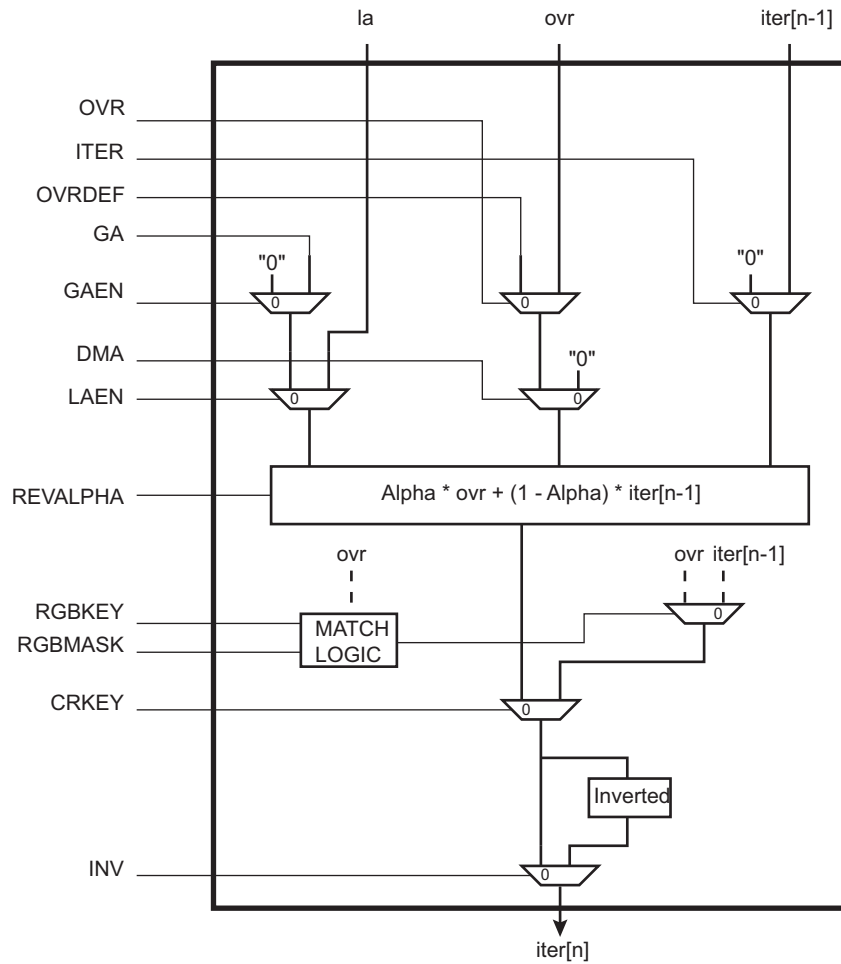 la ovr iter[n-1]
OVR
ITER
OVRDEF
GA
"0" "0"
GAEN 0 0 0
DMA "0"
LAEN 0 0
REVALPHA Alpha * ovr + (1 - Alpha) * iter[n-1]
ovr ovr iter[n-1]
RGBKEY 0
MATCH
RGBMASK LOGIC
CRKEY 0
Inverted
INV 0
iter[n]